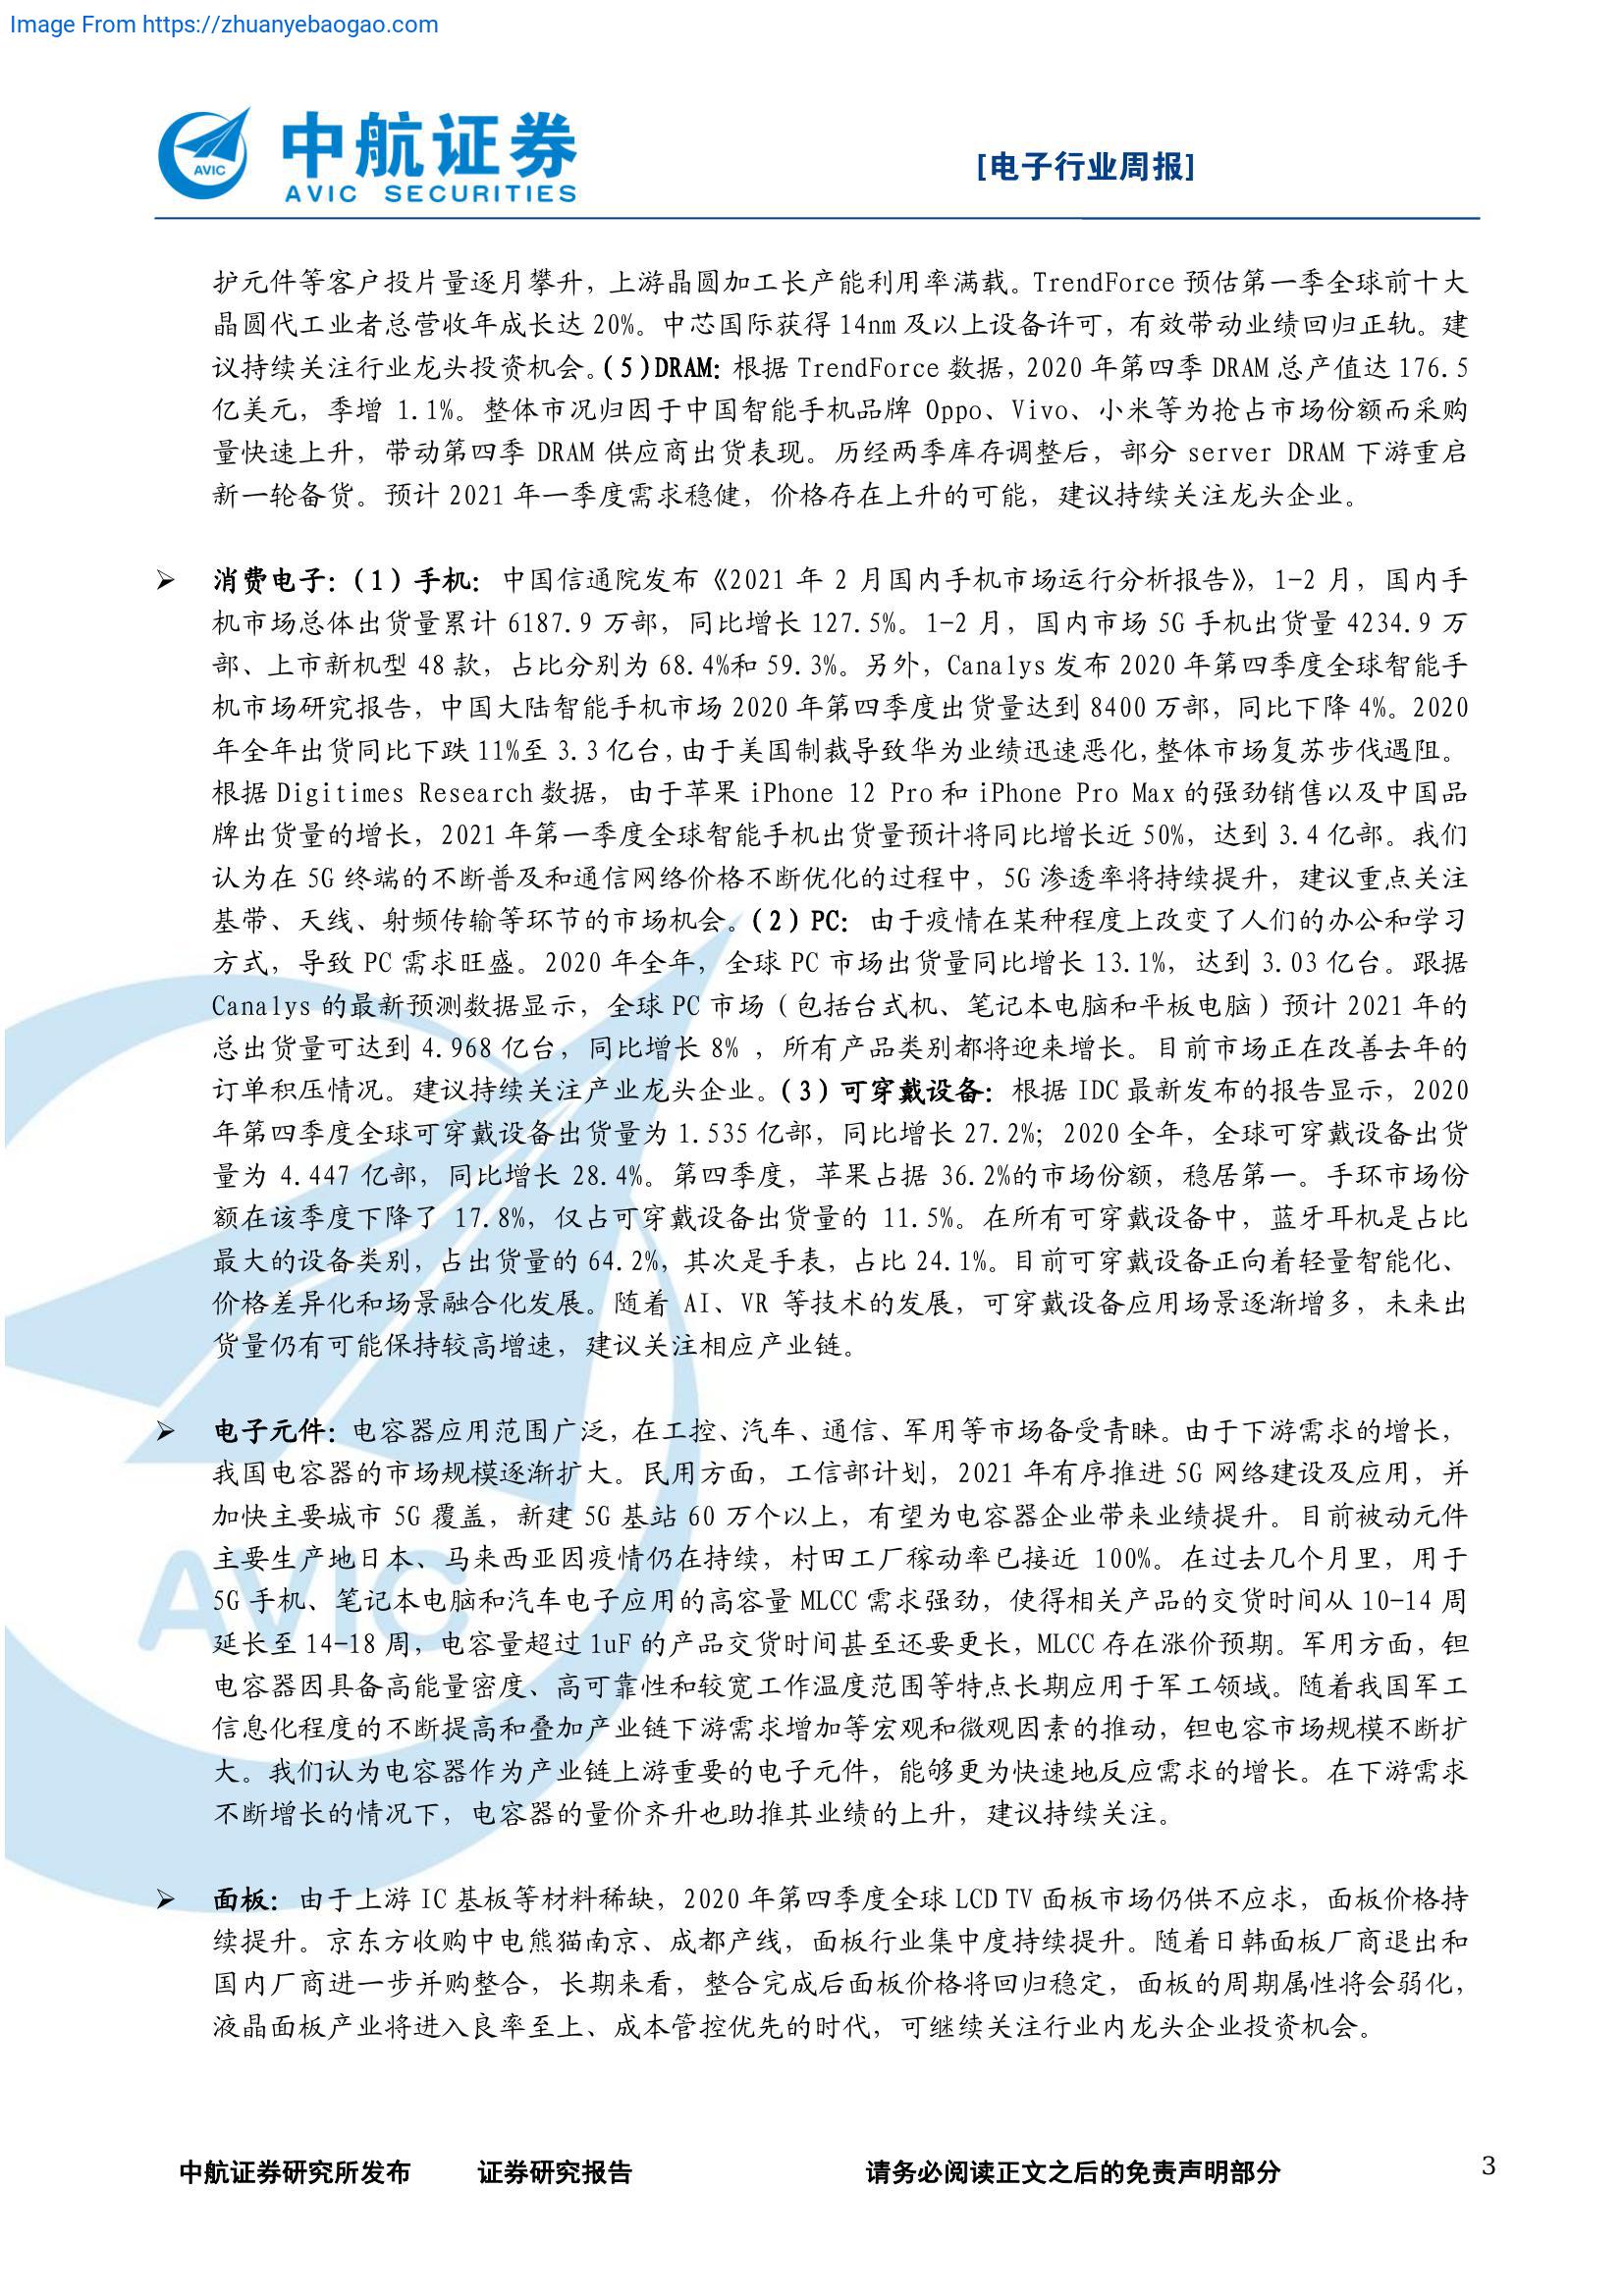 Image From https://zhuanyebaogao.com
AVIC
中航证券
AVIC SECURITIES
[电子行业周报]
护元件等客户投片量逐月攀升，上游晶圆加工长产能利用率满载。TrendForce 预估第一季全球前十大
晶圆代工业者总营收年成长达 20%。中芯国际获得 14nm 及以上设备许可，有效带动业绩回归正轨。建
议持续关注行业龙头投资机会。（5）DRAM：根据 TrendForce 数据，2020 年第四季 DRAM 总产值达 176.5
亿美元，季增 1.1%。整体市况归因于中国智能手机品牌 Oppo、Vivo、小米等为抢占市场份额而采购
量快速上升，带动第四季 DRAM 供应商出货表现。历经两季库存调整后，部分 server DRAM 下游重启
新一轮备货。预计 2021 年一季度需求稳健，价格存在上升的可能，建议持续关注龙头企业。
➢ 消费电子：（1）手机：中国信通院发布《2021 年 2 月国内手机市场运行分析报告》，1-2 月，国内手
机市场总体出货量累计 6187.9 万部，同比增长 127.5%。1-2 月，国内市场 5G 手机出货量 4234.9 万
部、上市新机型 48 款，占比分别为 68.4%和 59.3%。另外，Canalys 发布 2020 年第四季度全球智能手
机市场研究报告，中国大陆智能手机市场 2020 年第四季度出货量达到 8400 万部，同比下降 4%。2020
年全年出货同比下跌 11%至 3.3 亿台，由于美国制裁导致华为业绩迅速恶化，整体市场复苏步伐遇阻。
根据 Digitimes Research 数据，由于苹果 iPhone 12 Pro 和 iPhone Pro Max 的强劲销售以及中国品
牌出货量的增长，2021 年第一季度全球智能手机出货量预计将同比增长近 50%，达到 3.4 亿部。我们
认为在 5G 终端的不断普及和通信网络价格不断优化的过程中，5G 渗透率将持续提升，建议重点关注
基带、天线、射频传输等环节的市场机会。（2）PC：由于疫情在某种程度上改变了人们的办公和学习
方式，导致 PC 需求旺盛。2020 年全年，全球 PC 市场出货量同比增长 13.1%，达到 3.03 亿台。跟据
Canalys 的最新预测数据显示，全球 PC 市场（包括台式机、笔记本电脑和平板电脑）预计 2021 年的
总出货量可达到 4.968 亿台，同比增长 8% ，所有产品类别都将迎来增长。目前市场正在改善去年的
订单积压情况。建议持续关注产业龙头企业。（3）可穿戴设备：根据 IDC 最新发布的报告显示，2020
年第四季度全球可穿戴设备出货量为 1.535 亿部，同比增长 27.2%；2020 全年，全球可穿戴设备出货
量为 4.447 亿部，同比增长 28.4%。第四季度，苹果占据 36.2%的市场份额，稳居第一。手环市场份
额在该季度下降了 17.8%，仅占可穿戴设备出货量的 11.5%。在所有可穿戴设备中，蓝牙耳机是占比
最大的设备类别，占出货量的 64.2%，其次是手表，占比 24.1%。目前可穿戴设备正向着轻量智能化、
价格差异化和场景融合化发展。随着 AI、VR 等技术的发展，可穿戴设备应用场景逐渐增多，未来出
货量仍有可能保持较高增速，建议关注相应产业链。
➢ 电子元件：电容器应用范围广泛，在工控、汽车、通信、军用等市场备受青睐。由于下游需求的增长，
我国电容器的市场规模逐渐扩大。民用方面，工信部计划，2021 年有序推进 5G 网络建设及应用，并
加快主要城市 5G 覆盖，新建 5G 基站 60 万个以上，有望为电容器企业带来业绩提升。目前被动元件
主要生产地日本、马来西亚因疫情仍在持续，村田工厂稼动率已接近 100%。在过去几个月里，用于
5G 手机、笔记本电脑和汽车电子应用的高容量 MLCC 需求强劲，使得相关产品的交货时间从 10-14 周
延长至 14-18 周，电容量超过 1uF 的产品交货时间甚至还要更长，MLCC 存在涨价预期。军用方面，钽
电容器因具备高能量密度、高可靠性和较宽工作温度范围等特点长期应用于军工领域。随着我国军工
信息化程度的不断提高和叠加产业链下游需求增加等宏观和微观因素的推动，钽电容市场规模不断扩
大。我们认为电容器作为产业链上游重要的电子元件，能够更为快速地反应需求的增长。在下游需求
不断增长的情况下，电容器的量价齐升也助推其业绩的上升，建议持续关注。
➢ 面板：由于上游 IC 基板等材料稀缺，2020 年第四季度全球 LCD TV 面板市场仍供不应求，面板价格持
续提升。京东方收购中电熊猫南京、成都产线，面板行业集中度持续提升。随着日韩面板厂商退出和
国内厂商进一步并购整合，长期来看，整合完成后面板价格将回归稳定，面板的周期属性将会弱化，
液晶面板产业将进入良率至上、成本管控优先的时代，可继续关注行业内龙头企业投资机会。
AVIC
中航证券研究所发布 证券研究报告 请务必阅读正文之后的免责声明部分 3